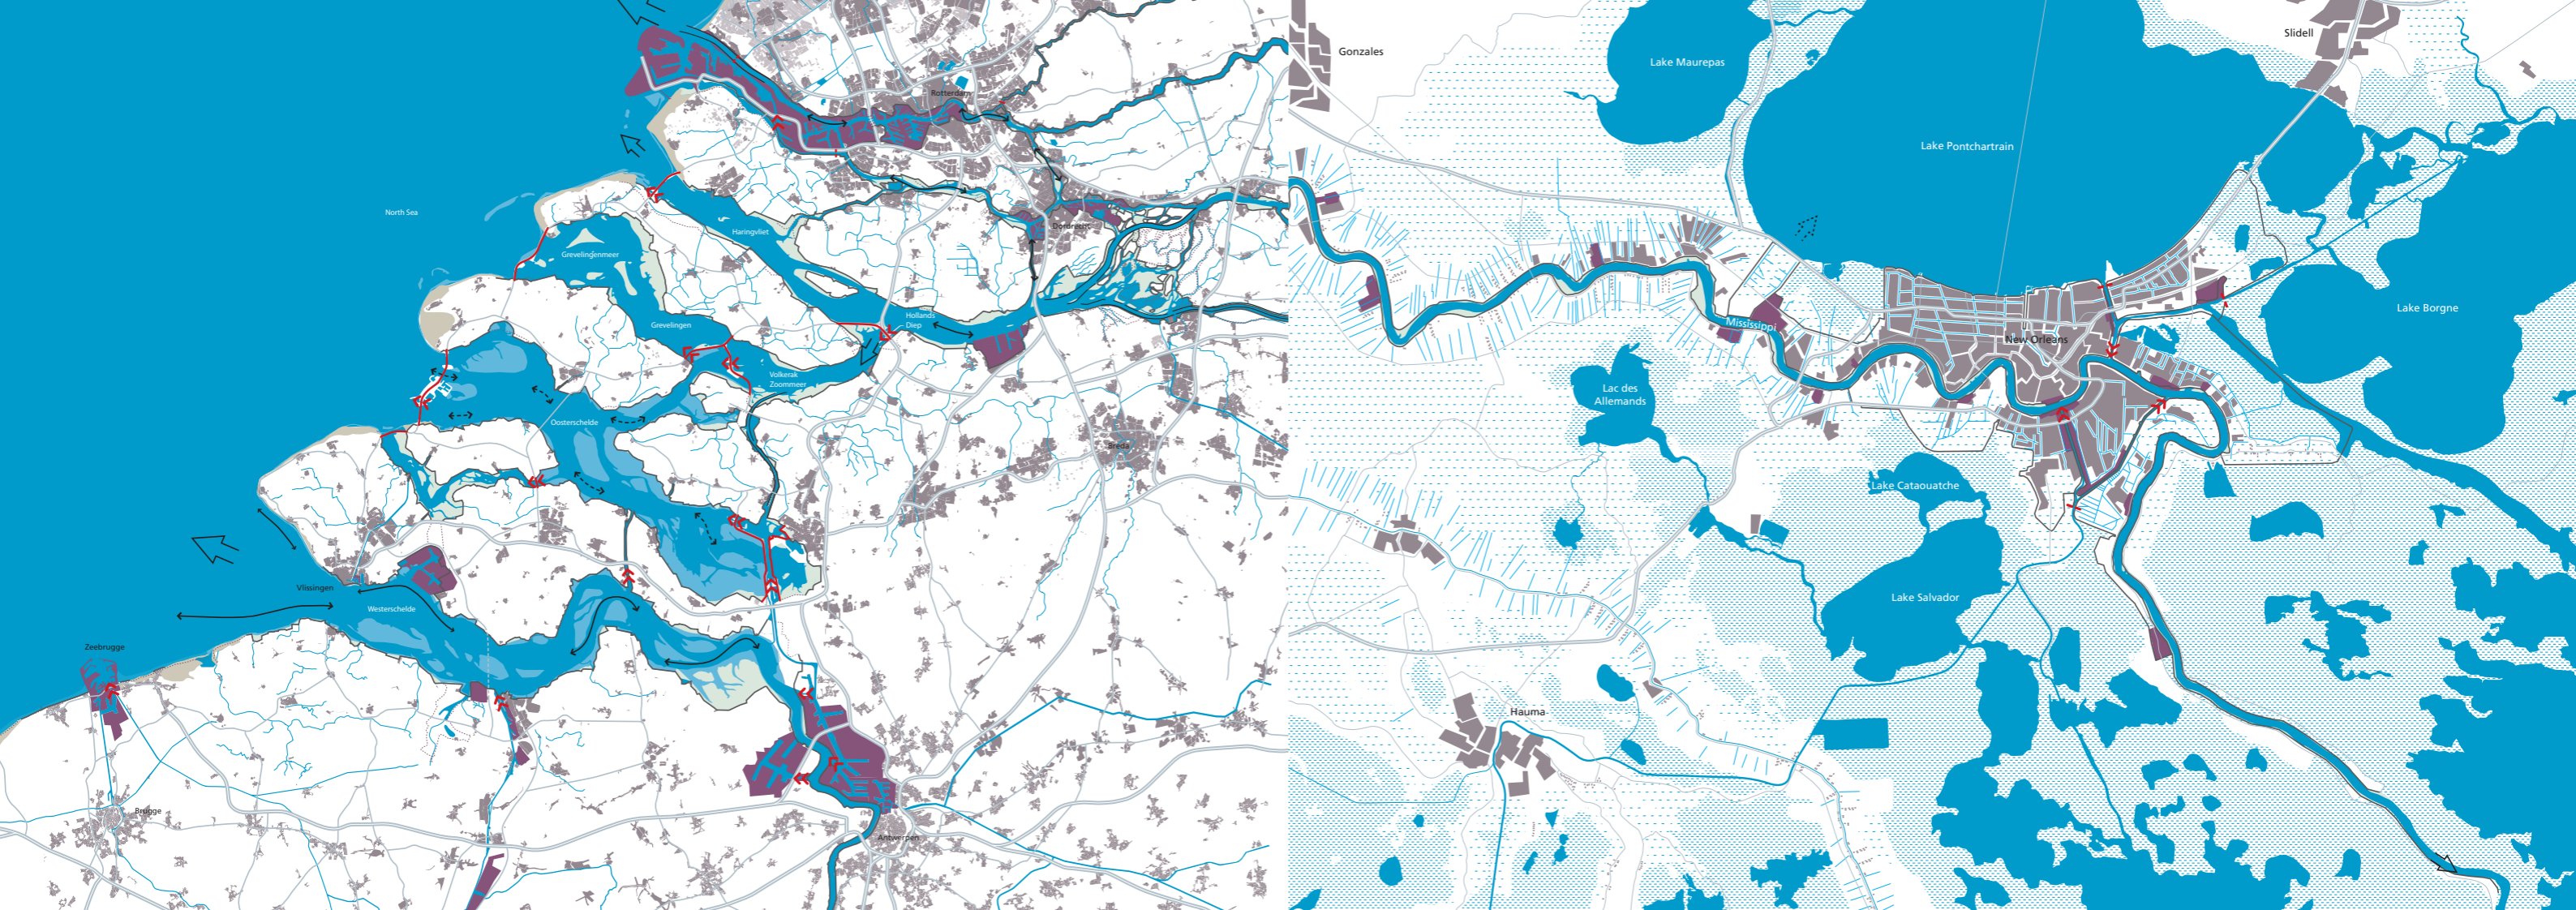 Rotterdam
North Sea
Haringvliet
Dordrecht
Grevelingenmeer
Hollands
Diep
Grevelingen
Volkerak
Zoommeer
Oosterschelde
Breda
Vlissingen
Westerschelde
Zeebrugge
Brugge
Antwerpen
Gonzales
Lake Maurepas
Slidell
Lake Pontchartrain
Lake Borgne
Mississippi
New Orleans
Lac des
Allemands
Lake Cataouatche
Lake Salvador
Hauma